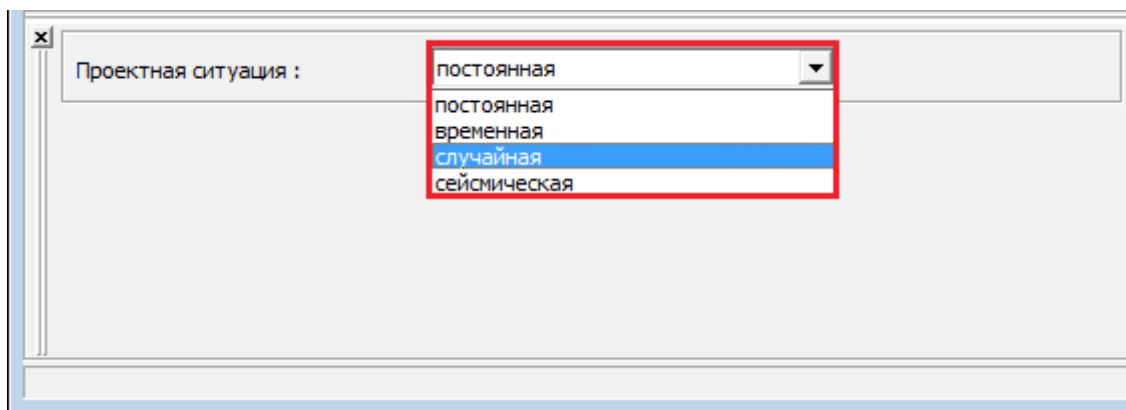 Проектная ситуация : постоянная
постоянная
временная
случайная
сейсмическая